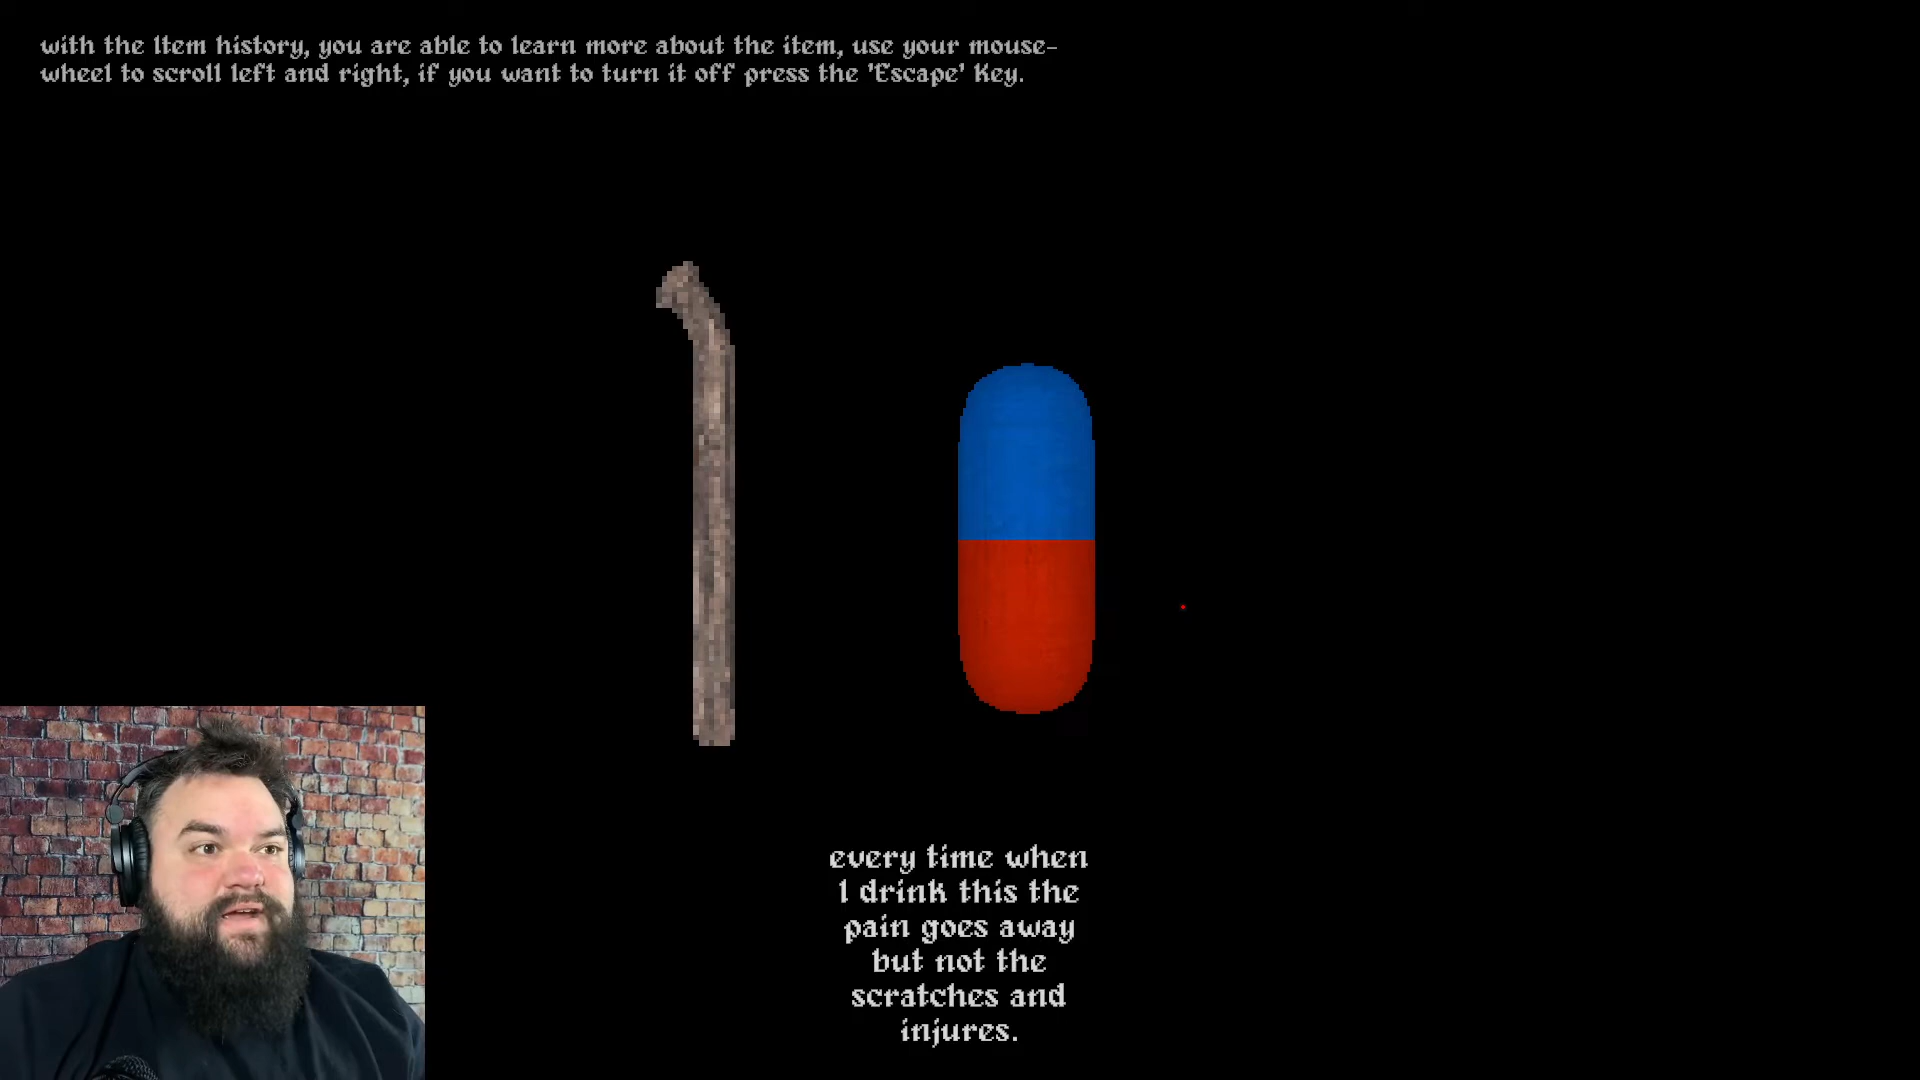 with the Item history, you are able to learn more about the item, use your mouse-
wheel to scroll left and right, if you want to turn it off press the 'Escape' Key.
every time when
I drink this the
pain goes away
but not the
scratches and
injures.